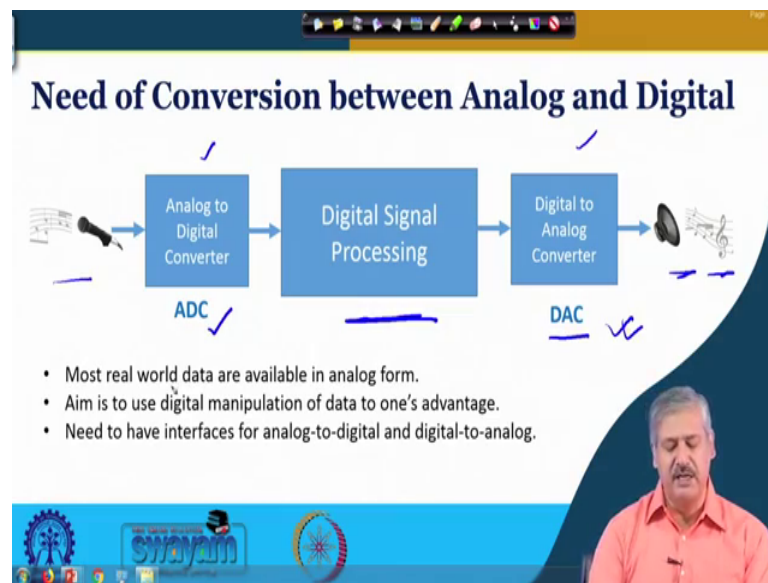 Page
Need of Conversion between Analog and Digital
Analog to
Digital
Converter
Digital Signal
Processing
Digital to
Analog
Converter
ADC
DAC
• Most real world data are available in analog form.
• Aim is to use digital manipulation of data to one's advantage.
• Need to have interfaces for analog-to-digital and digital-to-analog.
swayam